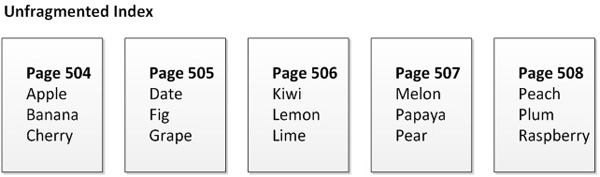 Unfragmented Index
Page 504
Apple
Banana
Cherry
Page 505
Date
Fig
Grape
Page 506
Kiwi
Lemon
Lime
Page 507
Melon
Papaya
Pear
Page 508
Peach
Plum
Raspberry